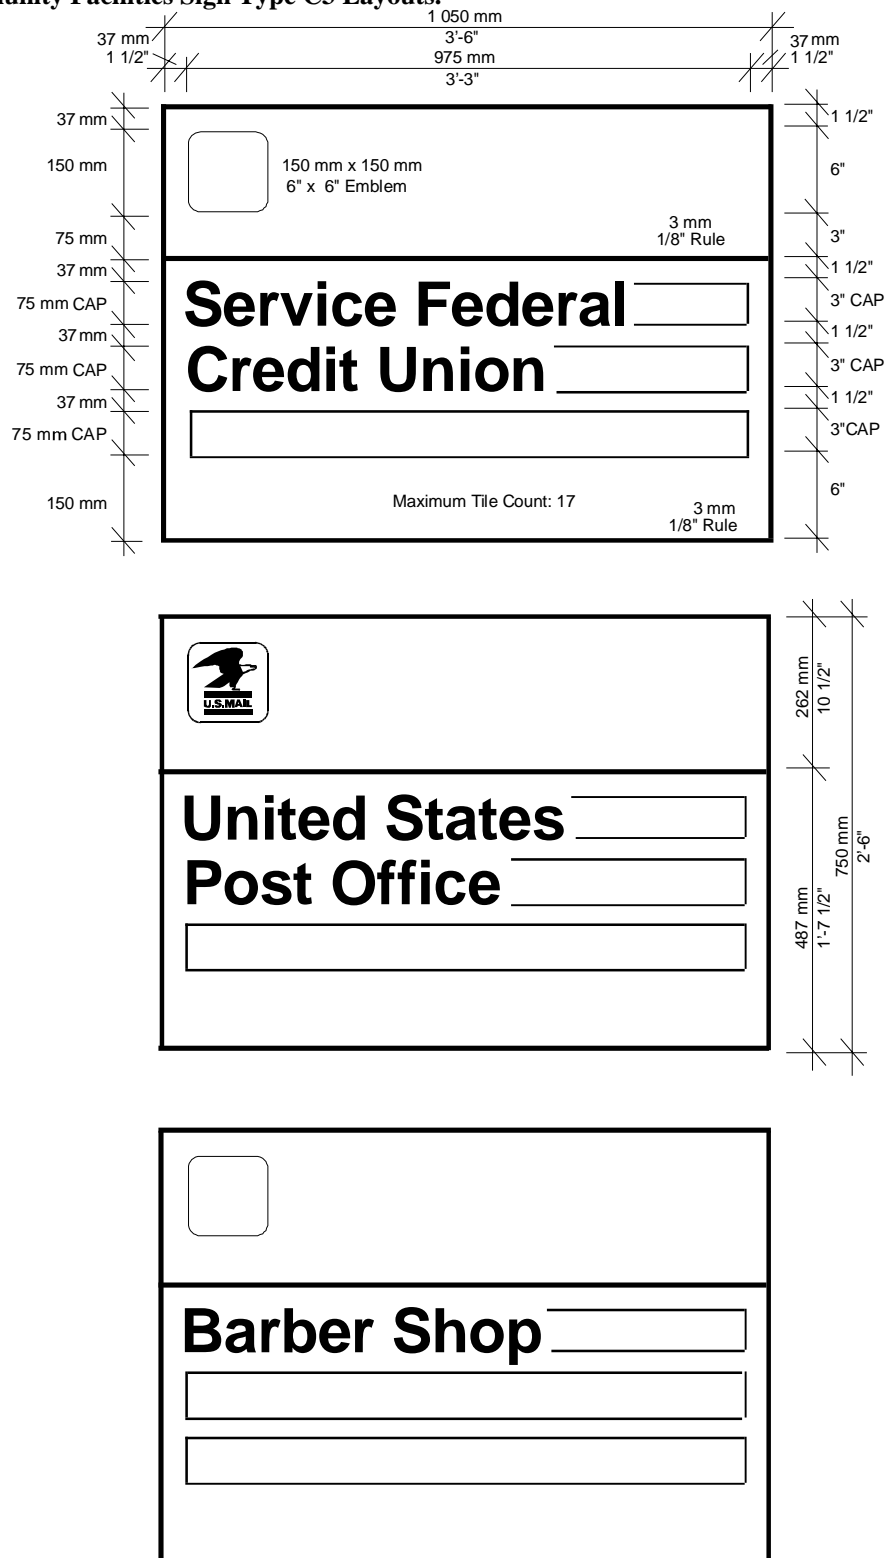 unity Facilities Sign Type C5 Layouts.
1 050 mm
3'-6"
37 mm
1 1/2"
975 mm
3'-3"
37 mm
1 1/2"
37 mm
150 mm
75 mm
37 mm
75 mm CAP
37 mm
75 mm CAP
37 mm
75 mm CAP
150 mm
150 mm x 150 mm
6" x 6" Emblem
3 mm
1/8" Rule
Service Federal
Credit Union
Maximum Tile Count: 17
3 mm
1/8" Rule
1 1/2"
6"
3"
1 1/2"
3" CAP
1 1/2"
3" CAP
1 1/2"
3"CAP
6"
U.S.MAIL
United States
Post Office
262 mm
10 1/2"
487 mm
1'-7 1/2"
750 mm
2'-6"
Barber Shop